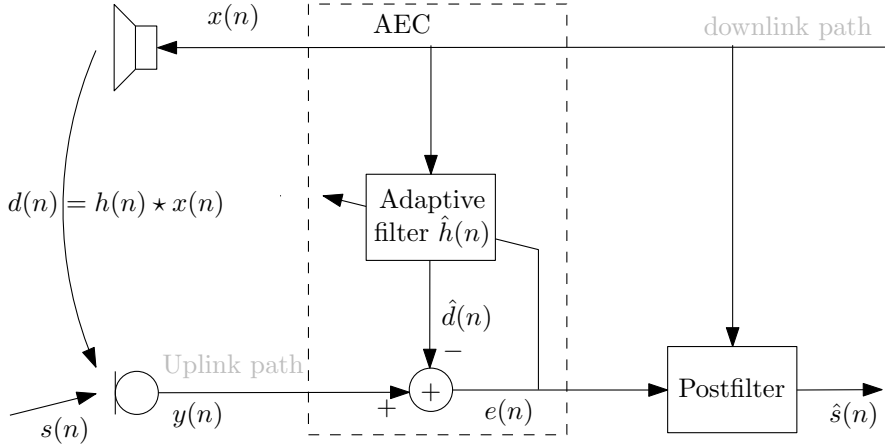 x(n)
AEC
downlink path
d(n) = h(n) ⋆ x(n)
Adaptive
filter ĥ(n)
d̂(n)
−
Uplink path
+
+
Postfilter
s(n)
y(n)
e(n)
ŝ(n)